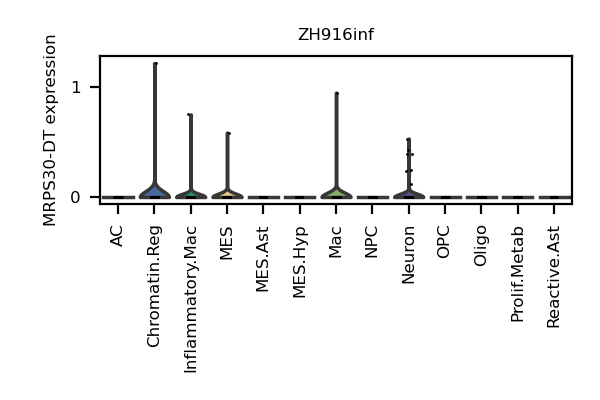 ZH916inf
MRPS30-DT expression
1
0
AC
Chromatin.Reg
Inflammatory.Mac
MES
MES.Ast
MES.Hyp
Mac
NPC
Neuron
OPC
Oligo
Prolif.Metab
Reactive.Ast